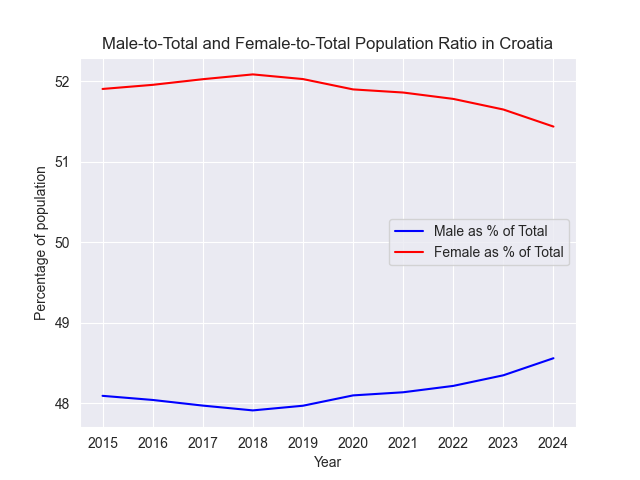 Male-to-Total and Female-to-Total Population Ratio in Croatia
Percentage of population
52
51
50
49
48
Male as % of Total
Female as % of Total
2015 2016 2017 2018 2019 2020 2021 2022 2023 2024
Year